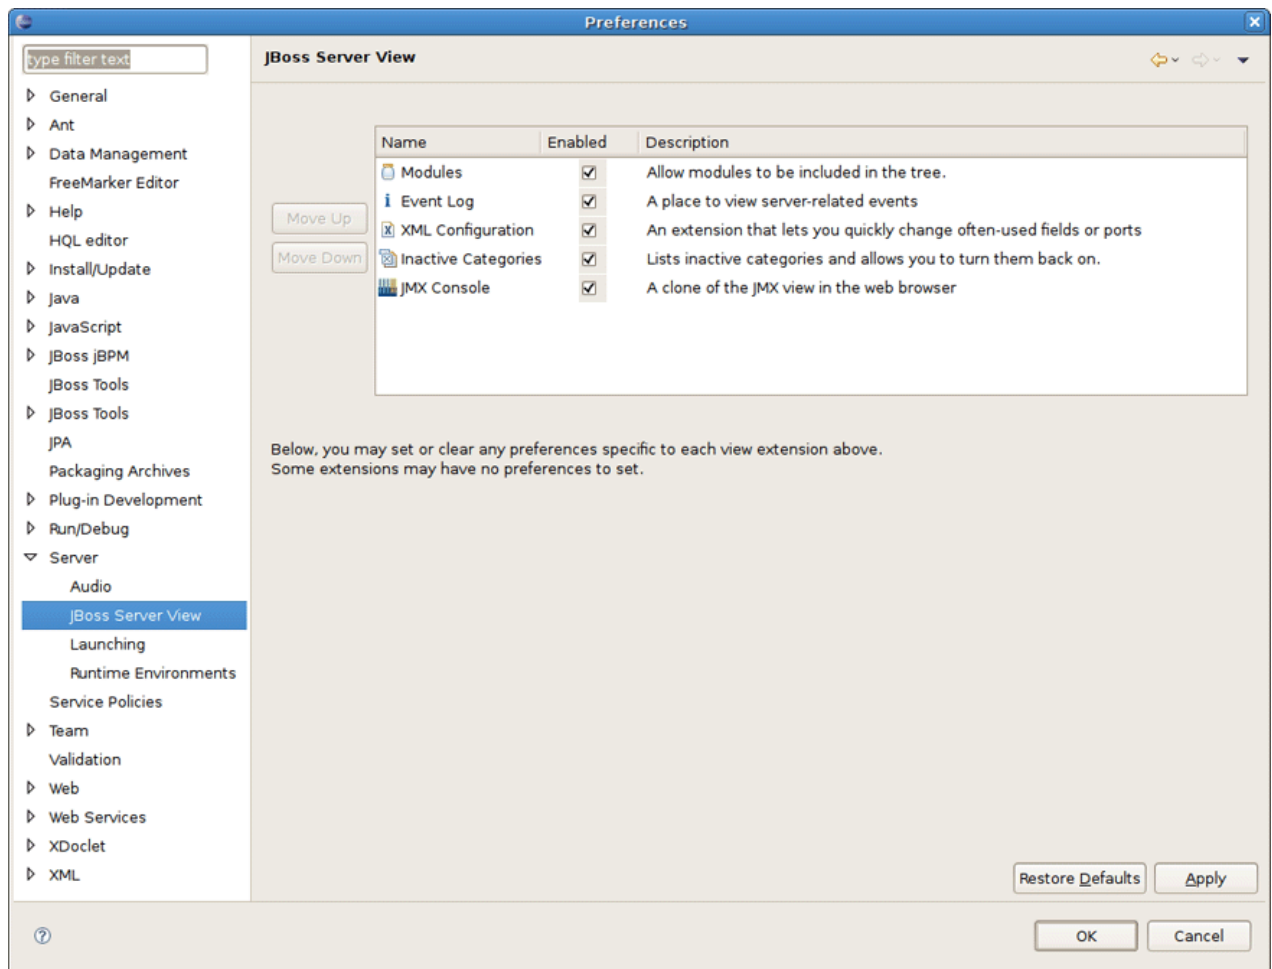 Preferences
type filter text
General
Ant
Data Management
FreeMarker Editor
Help
HQL editor
Install/Update
Java
JavaScript
JBoss jBPM
JBoss Tools
JBoss Tools
JPA
Packaging Archives
Plug-in Development
Run/Debug
Server
Audio
JBoss Server View
Launching
Runtime Environments
Service Policies
Team
Validation
Web
Web Services
XDoclet
XML
JBoss Server View
Move Up
Move Down
Name Enabled Description
Modules Allow modules to be included in the tree.
Event Log A place to view server-related events
XML Configuration An extension that lets you quickly change often-used fields or ports
Inactive Categories Lists inactive categories and allows you to turn them back on.
JMX Console A clone of the JMX view in the web browser
Below, you may set or clear any preferences specific to each view extension above.
Some extensions may have no preferences to set.
Restore Defaults Apply
OK Cancel